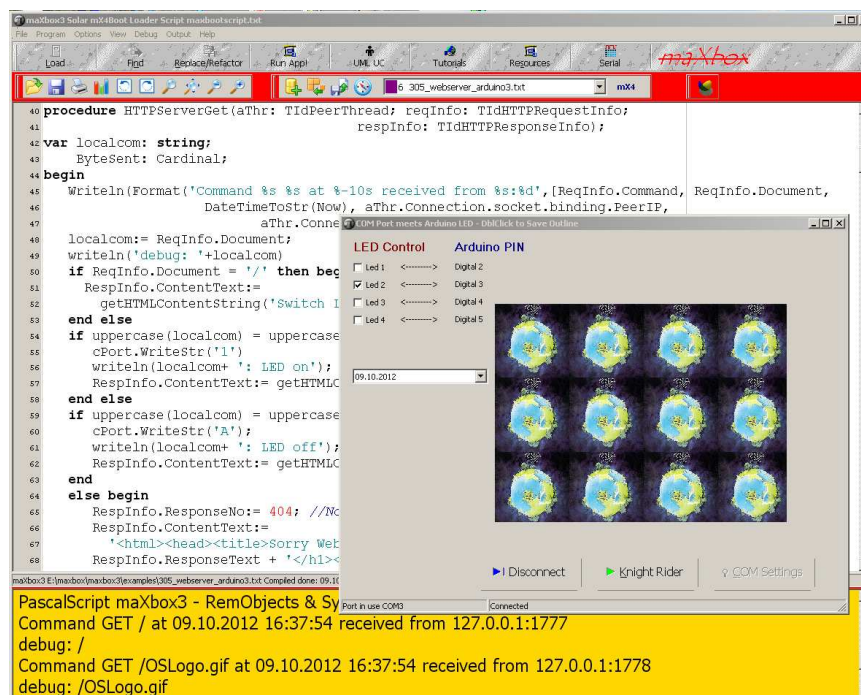 maXbox3 Solar mX4Boot Loader Script maxbootscript.txt
File Program Options View Debug Output Help
Load... Find Replace/Refactor Run App! UML UC Tutorials Resources Serial maXbox
6 305_webserver_arduino3.txt mX4
40 procedure HTTPServerGet(aThr: TIdPeerThread; reqInfo: TIdHTTPRequestInfo;
41 respInfo: TIdHTTPResponseInfo);
42 var localcom: string;
43 ByteSent: Cardinal;
44 begin
45 Writeln(Format('Command %s %s at %-10s received from %s:%d',[ReqInfo.Command, ReqInfo.Document,
46 DateTimeToStr(Now), aThr.Connection.socket.binding.PeerIP,
47 aThr.Conne
48 localcom:= ReqInfo.Document;
49 writeln('debug: '+localcom)
50 if ReqInfo.Document = '/' then beg
51 RespInfo.ContentText:=
52 getHTMLContentString('Switch L
53 end else
54 if uppercase(localcom) = uppercase
55 cPort.WriteStr('1')
56 writeln(localcom+ ': LED on');
57 RespInfo.ContentText:= getHTMLC
58 end else
59 if uppercase(localcom) = uppercase
60 cPort.WriteStr('A');
61 writeln(localcom+ ': LED off');
62 RespInfo.ContentText:= getHTMLC
63 end
64 else begin
65 RespInfo.ResponseNo:= 404; //No
66 RespInfo.ContentText:=
67 '<html><head><title>Sorry Web
68 RespInfo.ResponseText + '</h1><
COM Port meets Arduino LED - DblClick to Save Outline
LED Control Arduino PIN
Led 1 <---------> Digital 2
Led 2 <---------> Digital 3
Led 3 <---------> Digital 4
Led 4 <---------> Digital 5
09.10.2012
Disconnect Knight Rider COM Settings
Port in use COM3 Connected
maXbox3 E:\maxbox\maxbox3\examples\305_webserver_arduino3.txt Compiled done: 09.10
PascalScript maXbox3 - RemObjects & Sy
Command GET / at 09.10.2012 16:37:54 received from 127.0.0.1:1777
debug: /
Command GET /OSLogo.gif at 09.10.2012 16:37:54 received from 127.0.0.1:1778
debug: /OSLogo.gif